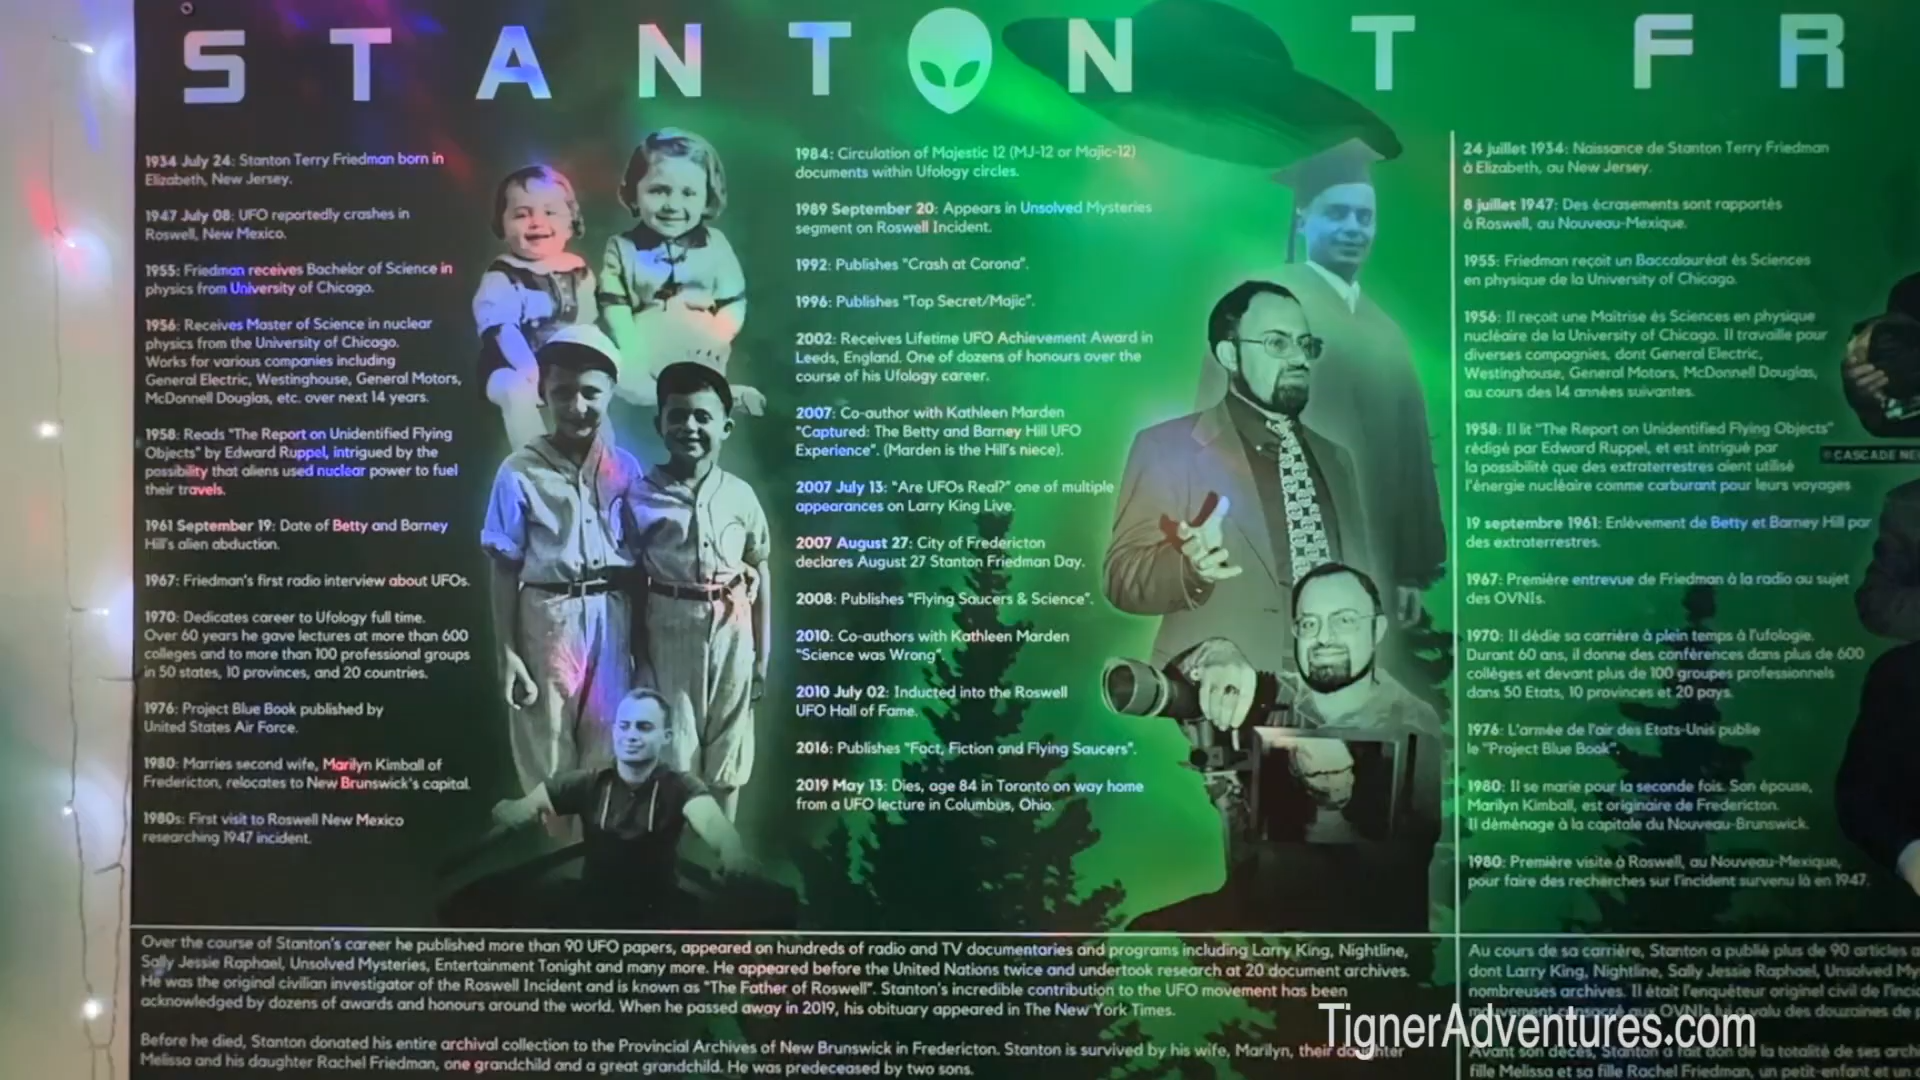 STANTON T FR
1934 July 24: Stanton Terry Friedman born in
Elizabeth, New Jersey.
1947 July 08: UFO reportedly crashes in
Roswell, New Mexico.
1955: Friedman receives Bachelor of Science in
physics from University of Chicago.
1956: Receives Master of Science in nuclear
physics from the University of Chicago.
Works for various companies including
General Electric, Westinghouse, General Motors,
McDonnell Douglas, etc. over next 14 years.
1958: Reads "The Report on Unidentified Flying
Objects" by Edward Ruppel, intrigued by the
possibility that aliens used nuclear power to fuel
their travels.
1961 September 19: Date of Betty and Barney
Hill's alien abduction.
1967: Friedman's first radio interview about UFOs.
1970: Dedicates career to Ufology full time.
Over 60 years he gave lectures at more than 600
colleges and to more than 100 professional groups
in 50 states, 10 provinces, and 20 countries.
1976: Project Blue Book published by
United States Air Force.
1980: Marries second wife, Marilyn Kimball of
Fredericton, relocates to New Brunswick's capital.
1980s: First visit to Roswell New Mexico
researching 1947 incident.
1984: Circulation of Majestic 12 (MJ-12 or Majic-12)
documents within Ufology circles.
1989 September 20: Appears in Unsolved Mysteries
segment on Roswell Incident.
1992: Publishes "Crash at Corona".
1996: Publishes "Top Secret/Majic".
2002: Receives Lifetime UFO Achievement Award in
Leeds, England. One of dozens of honours over the
course of his Ufology career.
2007: Co-author with Kathleen Marden
"Captured: The Betty and Barney Hill UFO
Experience". (Marden is the Hill's niece).
2007 July 13: "Are UFOs Real?" one of multiple
appearances on Larry King Live.
2007 August 27: City of Fredericton
declares August 27 Stanton Friedman Day.
2008: Publishes "Flying Saucers & Science".
2010: Co-authors with Kathleen Marden
"Science was Wrong".
2010 July 02: Inducted into the Roswell
UFO Hall of Fame.
2016: Publishes "Fact, Fiction and Flying Saucers".
2019 May 13: Dies, age 84 in Toronto on way home
from a UFO lecture in Columbus, Ohio.
24 juillet 1934: Naissance de Stanton Terry Friedman
à Elizabeth, au New Jersey.
8 juillet 1947: Des écrasements sont rapportés
à Roswell, au Nouveau-Mexique.
1955: Friedman reçoit un Baccalauréat ès Sciences
en physique de la University of Chicago.
1956: Il reçoit une Maîtrise ès Sciences en physique
nucléaire de la University of Chicago. Il travaille pour
diverses compagnies, dont General Electric,
Westinghouse, General Motors, McDonnell Douglas,
au cours des 14 années suivantes.
1958: Il lit "The Report on Unidentified Flying Objects"
rédigé par Edward Ruppel, et est intrigué par
la possibilité que des extraterrestres aient utilisé
l'énergie nucléaire comme carburant pour leurs voyages
19 septembre 1961: Enlèvement de Betty et Barney Hill par
des extraterrestres.
1967: Première entrevue de Friedman à la radio au sujet
des OVNIs.
1970: Il dédie sa carrière à plein temps à l'ufologie.
Durant 60 ans, il donne des conférences dans plus de 600
collèges et devant plus de 100 groupes professionnels
dans 50 Etats, 10 provinces et 20 pays.
1976: L'armée de l'air des Etats-Unis publie
le "Project Blue Book".
1980: Il se marie pour la seconde fois. Son épouse,
Marilyn Kimball, est originaire de Fredericton.
Il déménage à la capitale du Nouveau-Brunswick.
1980: Première visite à Roswell, au Nouveau-Mexique,
pour faire des recherches sur l'incident survenu là en 1947.
CASCADE NE
Over the course of Stanton's career he published more than 90 UFO papers, appeared on hundreds of radio and TV documentaries and programs including Larry King, Nightline,
Sally Jessie Raphael, Unsolved Mysteries, Entertainment Tonight and many more. He appeared before the United Nations twice and undertook research at 20 document archives.
He was the original civilian investigator of the Roswell Incident and is known as "The Father of Roswell". Stanton's incredible contribution to the UFO movement has been
acknowledged by dozens of awards and honours around the world. When he passed away in 2019, his obituary appeared in The New York Times.
Before he died, Stanton donated his entire archival collection to the Provincial Archives of New Brunswick in Fredericton. Stanton is survived by his wife, Marilyn, their daughter
Melissa and his daughter Rachel Friedman, one grandchild and a great grandchild. He was predeceased by two sons.
Au cours de sa carrière, Stanton a publié plus de 90 articles
dont Larry King, Nightline, Sally Jessie Raphael, Unsolved My
nombreuses archives. Il était l'enquêteur originel civil de l'inci
mouvement consacré aux OVNIs lui a valu des douzaines de
Avant son décès, Stanton a fait don de la totalité de ses arch
fille Melissa et sa fille Rachel Friedman, un petit-enfant et un
TignerAdventures.com